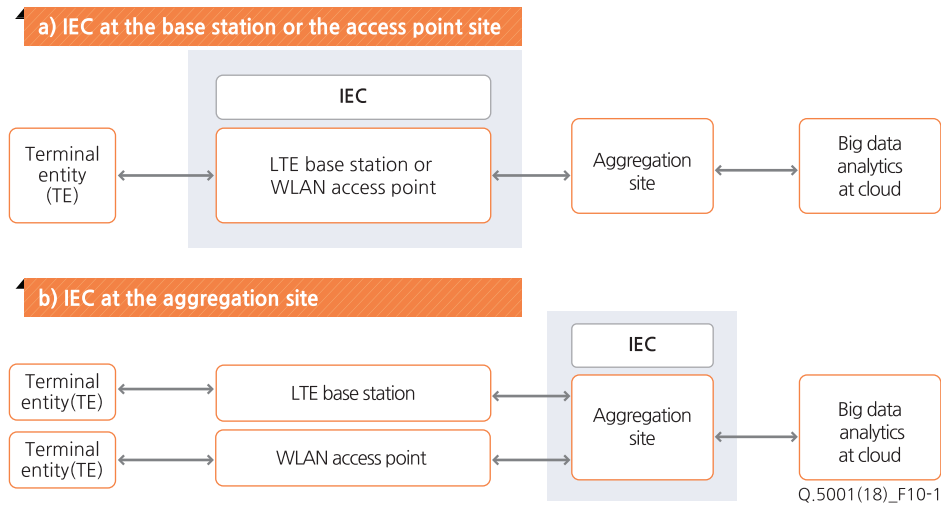 a) IEC at the base station or the access point site
IEC
Terminal
entity
(TE)
LTE base station or
WLAN access point
Aggregation
site
Big data
analytics
at cloud
b) IEC at the aggregation site
IEC
Terminal
entity(TE)
LTE base station
Terminal
entity(TE)
WLAN access point
Aggregation
site
Big data
analytics
at cloud
Q.5001(18)_F10-1